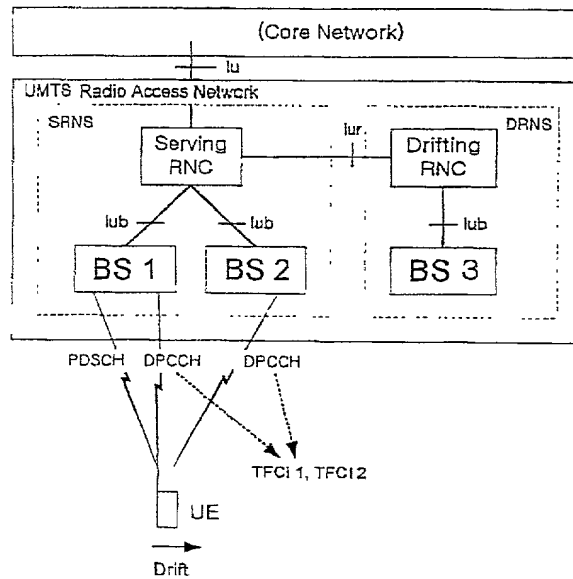 (Core Network)
Iu
UMTS Radio Access Network
SRNS
DRNS
Serving
RNC
Iur
Drifting
RNC
Iub
Iub
Iub
BS 1
BS 2
BS 3
PDSCH
DPCCH
DPCCH
TFCI 1, TFCI 2
UE
Drift